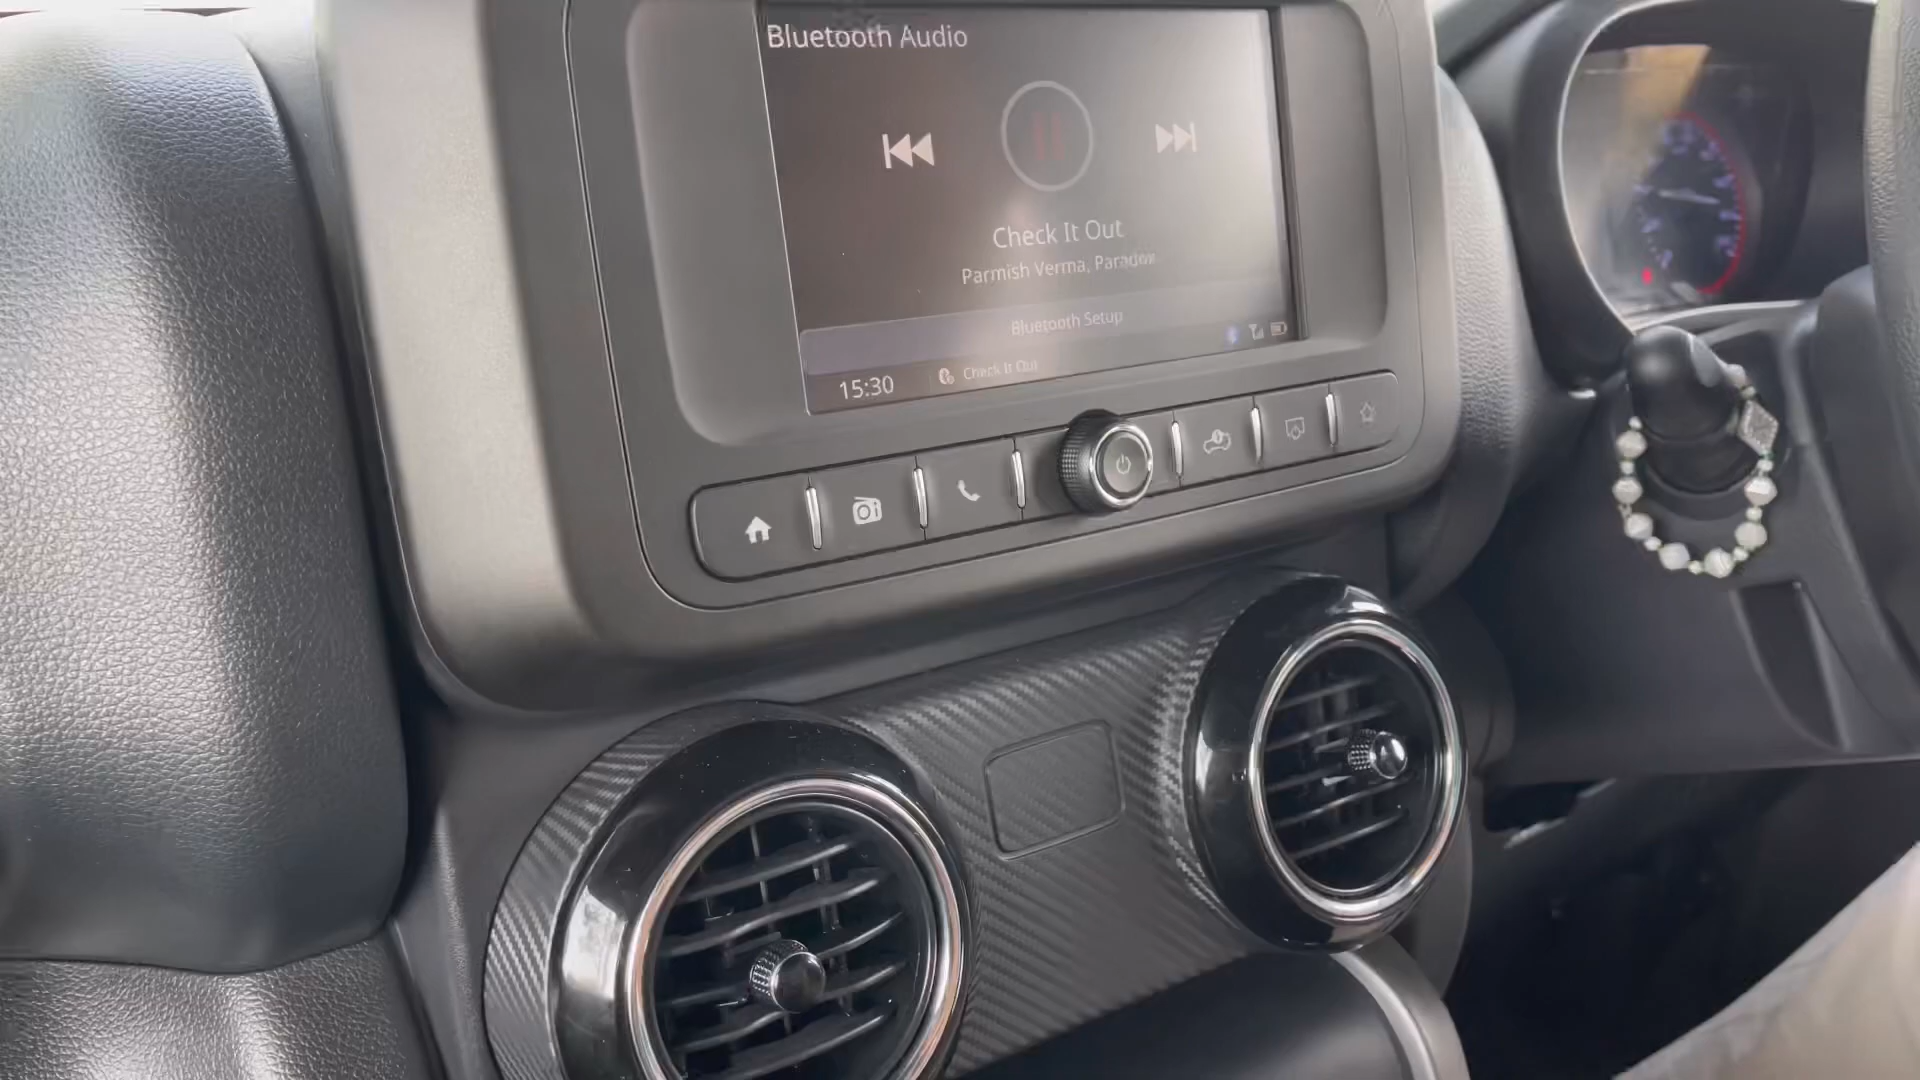 Bluetooth Audio
Check It Out
Parmish Verma, Paradox
Bluetooth Setup
15:30
Check It Out